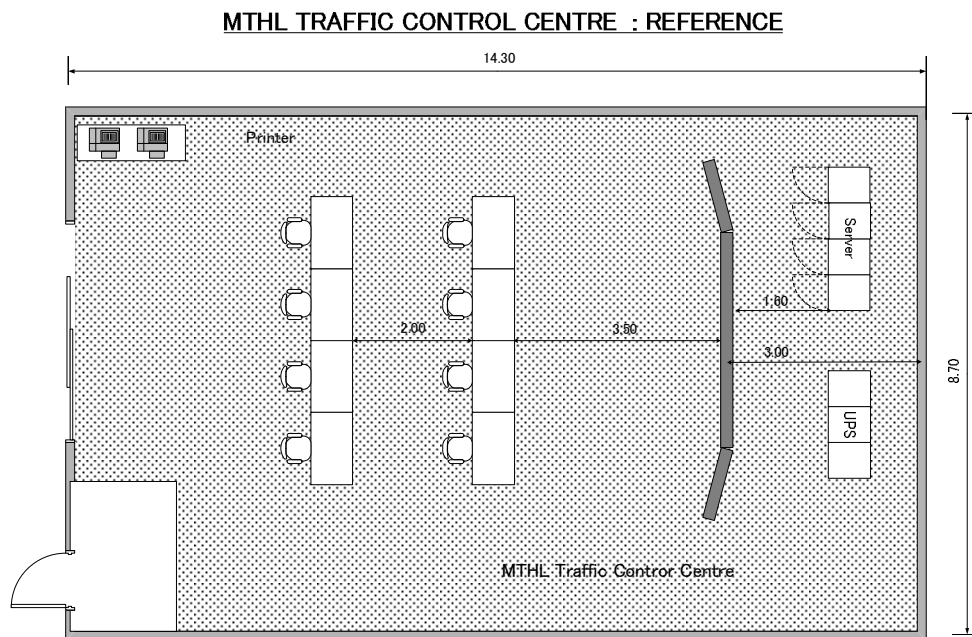 MTHL TRAFFIC CONTROL CENTRE : REFERENCE
14.30
Printer
Server
1.60
2.00
3.50
3.00
8.70
UPS
MTHL Traffic Contror Centre